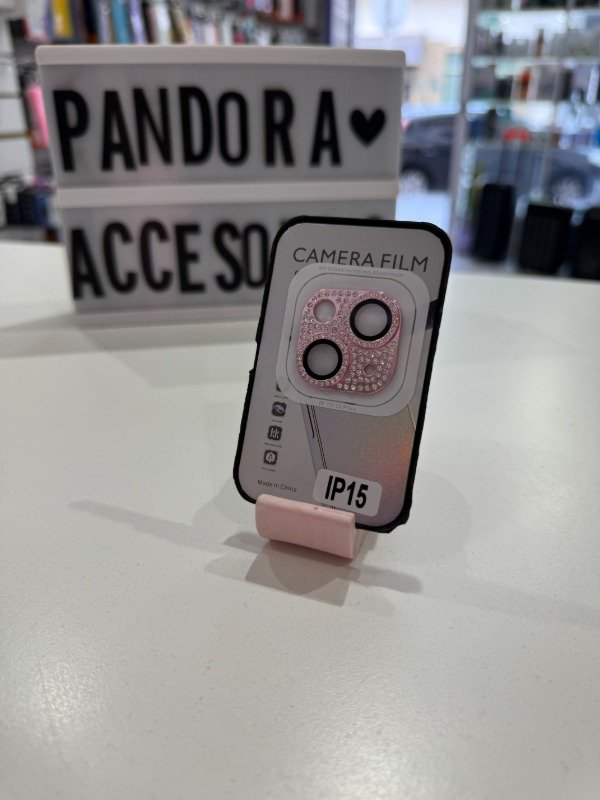 PANDORA♥
ACCESO
CAMERA FILM
IP15
Made in China